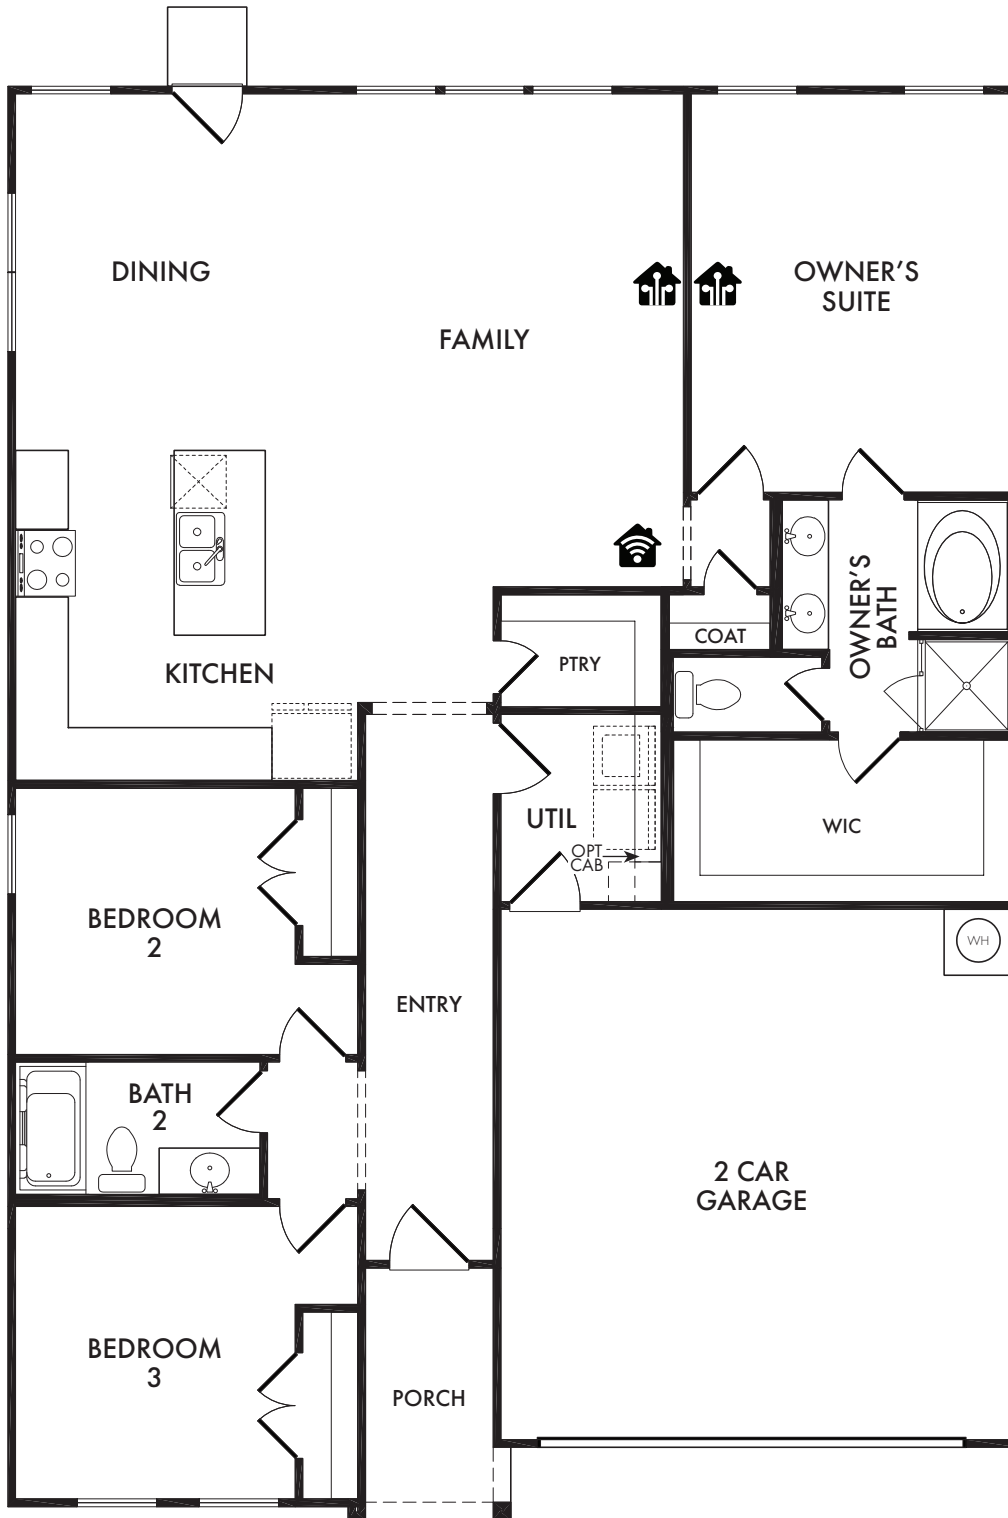 DINING
OWNER'S
SUITE
FAMILY
OWNER'S
BATH
COAT
PTRY
KITCHEN
UTIL
WIC
OPT
CAB
BEDROOM
2
WH
ENTRY
BATH
2
2 CAR
GARAGE
BEDROOM
3
PORCH